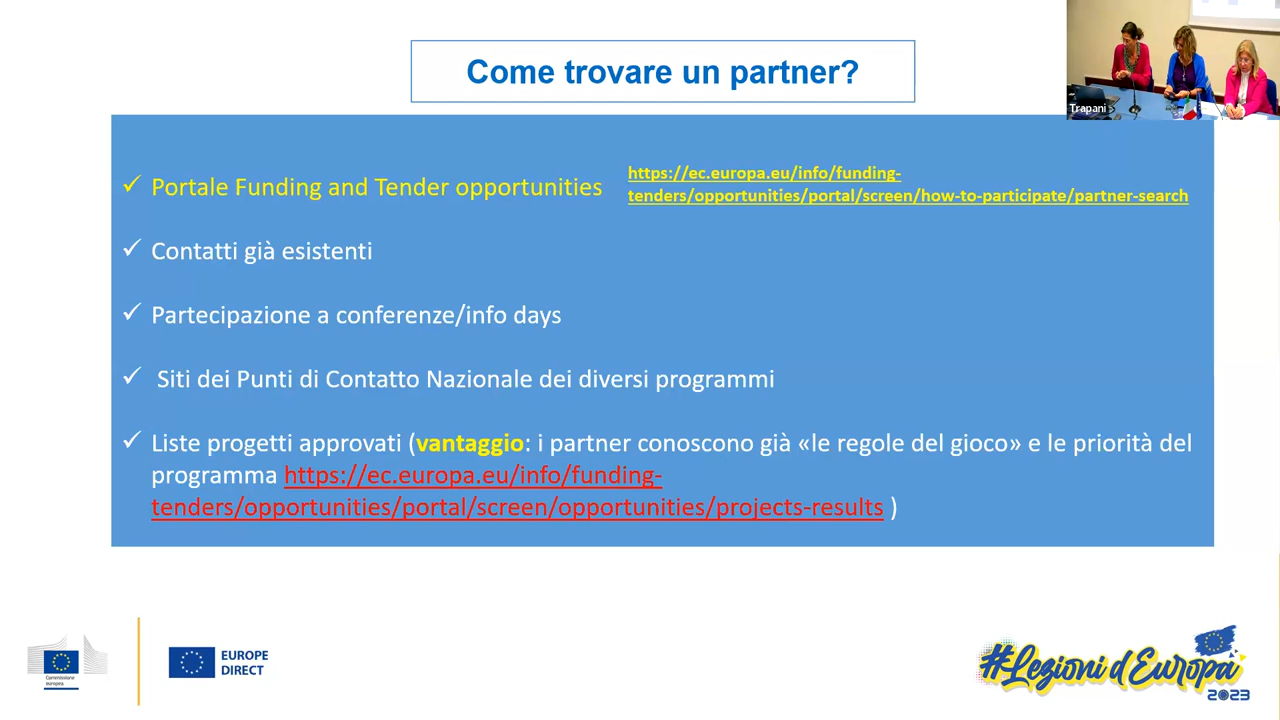 Come trovare un partner?
Trapani
✓ Portale Funding and Tender opportunities
https://ec.europa.eu/info/funding-
tenders/opportunities/portal/screen/how-to-participate/partner-search
✓ Contatti già esistenti
✓ Partecipazione a conferenze/info days
✓ Siti dei Punti di Contatto Nazionale dei diversi programmi
✓ Liste progetti approvati (vantaggio: i partner conoscono già «le regole del gioco» e le priorità del
programma https://ec.europa.eu/info/funding-
tenders/opportunities/portal/screen/opportunities/projects-results )
Commissione
europea
EUROPE
DIRECT
#Lezioni d'Europa
2023